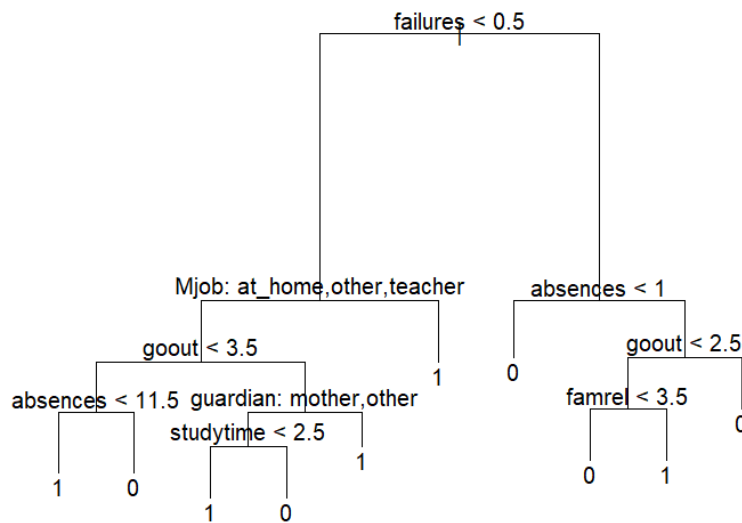 failures < 0.5
Mjob: at_home,other,teacher
absences < 1
goout < 3.5
1
0
goout < 2.5
absences < 11.5
guardian: mother,other
famrel < 3.5
0
studytime < 2.5
1
0
1
0
1
1
0